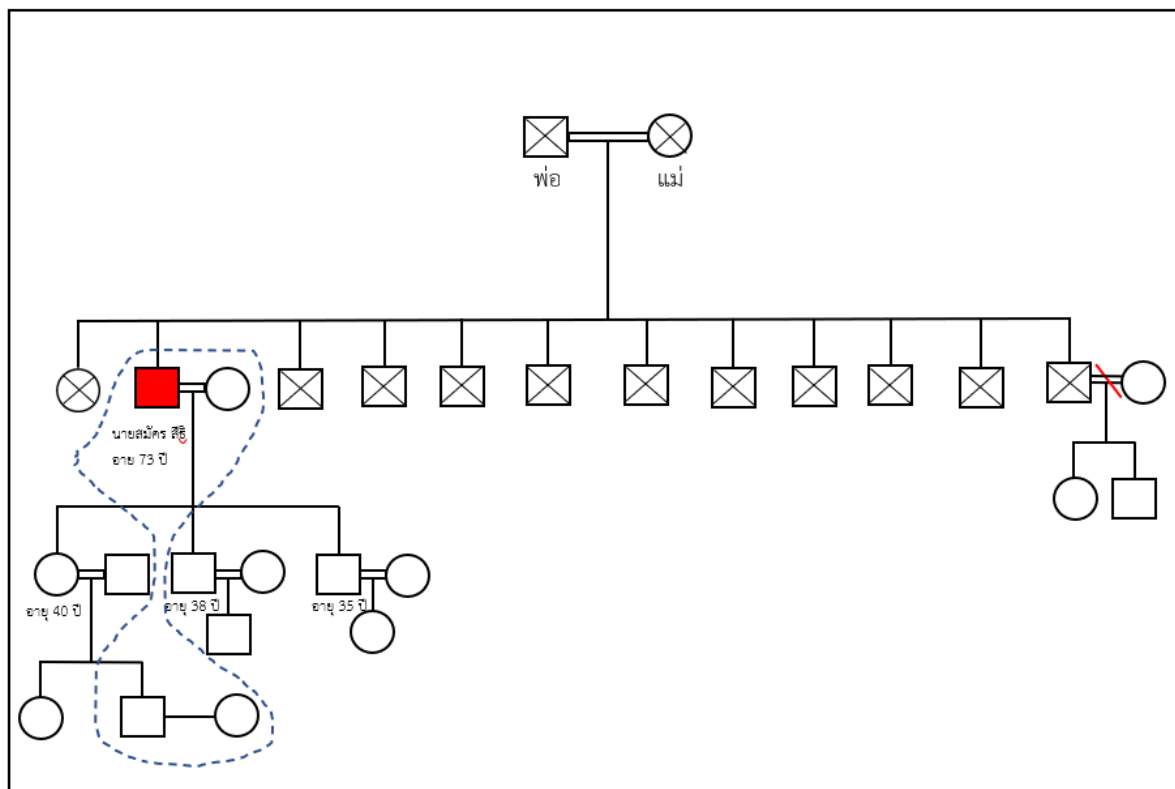 พ่อ
แม่
นายสมัคร สีธิ
อาย 73 ปี
อายุ 40 ปี
อายุ 38 ปี
อายุ 35 ปี